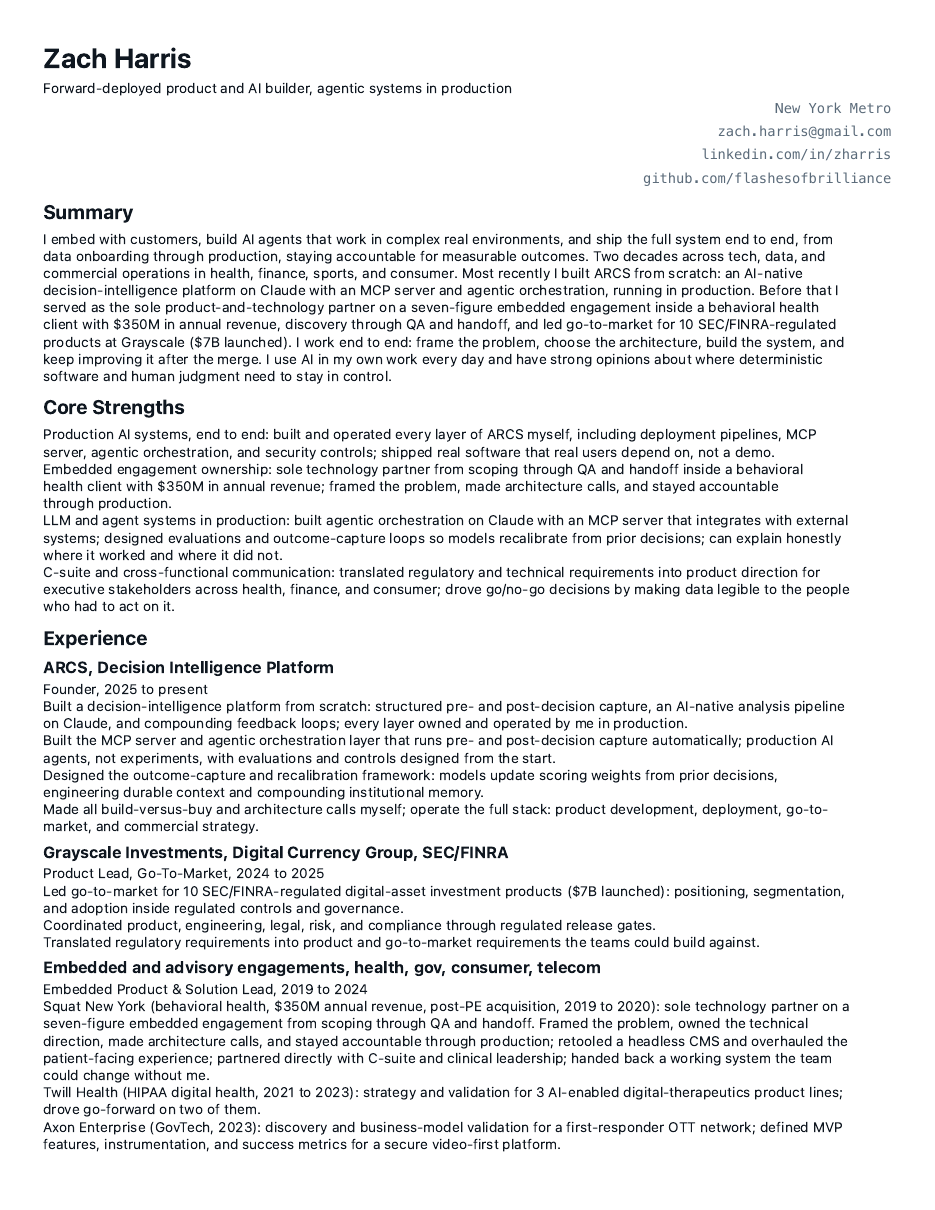 Zach Harris
Forward-deployed product and AI builder, agentic systems in production
New York Metro
zach.harris@gmail.com
linkedin.com/in/zharris
github.com/flashesofbrilliance
Summary
I embed with customers, build AI agents that work in complex real environments, and ship the full system end to end, from
data onboarding through production, staying accountable for measurable outcomes. Two decades across tech, data, and
commercial operations in health, finance, sports, and consumer. Most recently I built ARCS from scratch: an AI-native
decision-intelligence platform on Claude with an MCP server and agentic orchestration, running in production. Before that I
served as the sole product-and-technology partner on a seven-figure embedded engagement inside a behavioral health
client with $350M in annual revenue, discovery through QA and handoff, and led go-to-market for 10 SEC/FINRA-regulated
products at Grayscale ($7B launched). I work end to end: frame the problem, choose the architecture, build the system, and
keep improving it after the merge. I use AI in my own work every day and have strong opinions about where deterministic
software and human judgment need to stay in control.
Core Strengths
Production AI systems, end to end: built and operated every layer of ARCS myself, including deployment pipelines, MCP
server, agentic orchestration, and security controls; shipped real software that real users depend on, not a demo.
Embedded engagement ownership: sole technology partner from scoping through QA and handoff inside a behavioral
health client with $350M in annual revenue; framed the problem, made architecture calls, and stayed accountable
through production.
LLM and agent systems in production: built agentic orchestration on Claude with an MCP server that integrates with external
systems; designed evaluations and outcome-capture loops so models recalibrate from prior decisions; can explain honestly
where it worked and where it did not.
C-suite and cross-functional communication: translated regulatory and technical requirements into product direction for
executive stakeholders across health, finance, and consumer; drove go/no-go decisions by making data legible to the people
who had to act on it.
Experience
ARCS, Decision Intelligence Platform
Founder, 2025 to present
Built a decision-intelligence platform from scratch: structured pre- and post-decision capture, an AI-native analysis pipeline
on Claude, and compounding feedback loops; every layer owned and operated by me in production.
Built the MCP server and agentic orchestration layer that runs pre- and post-decision capture automatically; production AI
agents, not experiments, with evaluations and controls designed from the start.
Designed the outcome-capture and recalibration framework: models update scoring weights from prior decisions,
engineering durable context and compounding institutional memory.
Made all build-versus-buy and architecture calls myself; operate the full stack: product development, deployment, go-to-
market, and commercial strategy.
Grayscale Investments, Digital Currency Group, SEC/FINRA
Product Lead, Go-To-Market, 2024 to 2025
Led go-to-market for 10 SEC/FINRA-regulated digital-asset investment products ($7B launched): positioning, segmentation,
and adoption inside regulated controls and governance.
Coordinated product, engineering, legal, risk, and compliance through regulated release gates.
Translated regulatory requirements into product and go-to-market requirements the teams could build against.
Embedded and advisory engagements, health, gov, consumer, telecom
Embedded Product & Solution Lead, 2019 to 2024
Squat New York (behavioral health, $350M annual revenue, post-PE acquisition, 2019 to 2020): sole technology partner on a
seven-figure embedded engagement from scoping through QA and handoff. Framed the problem, owned the technical
direction, made architecture calls, and stayed accountable through production; retooled a headless CMS and overhauled the
patient-facing experience; partnered directly with C-suite and clinical leadership; handed back a working system the team
could change without me.
Twill Health (HIPAA digital health, 2021 to 2023): strategy and validation for 3 AI-enabled digital-therapeutics product lines;
drove go-forward on two of them.
Axon Enterprise (GovTech, 2023): discovery and business-model validation for a first-responder OTT network; defined MVP
features, instrumentation, and success metrics for a secure video-first platform.